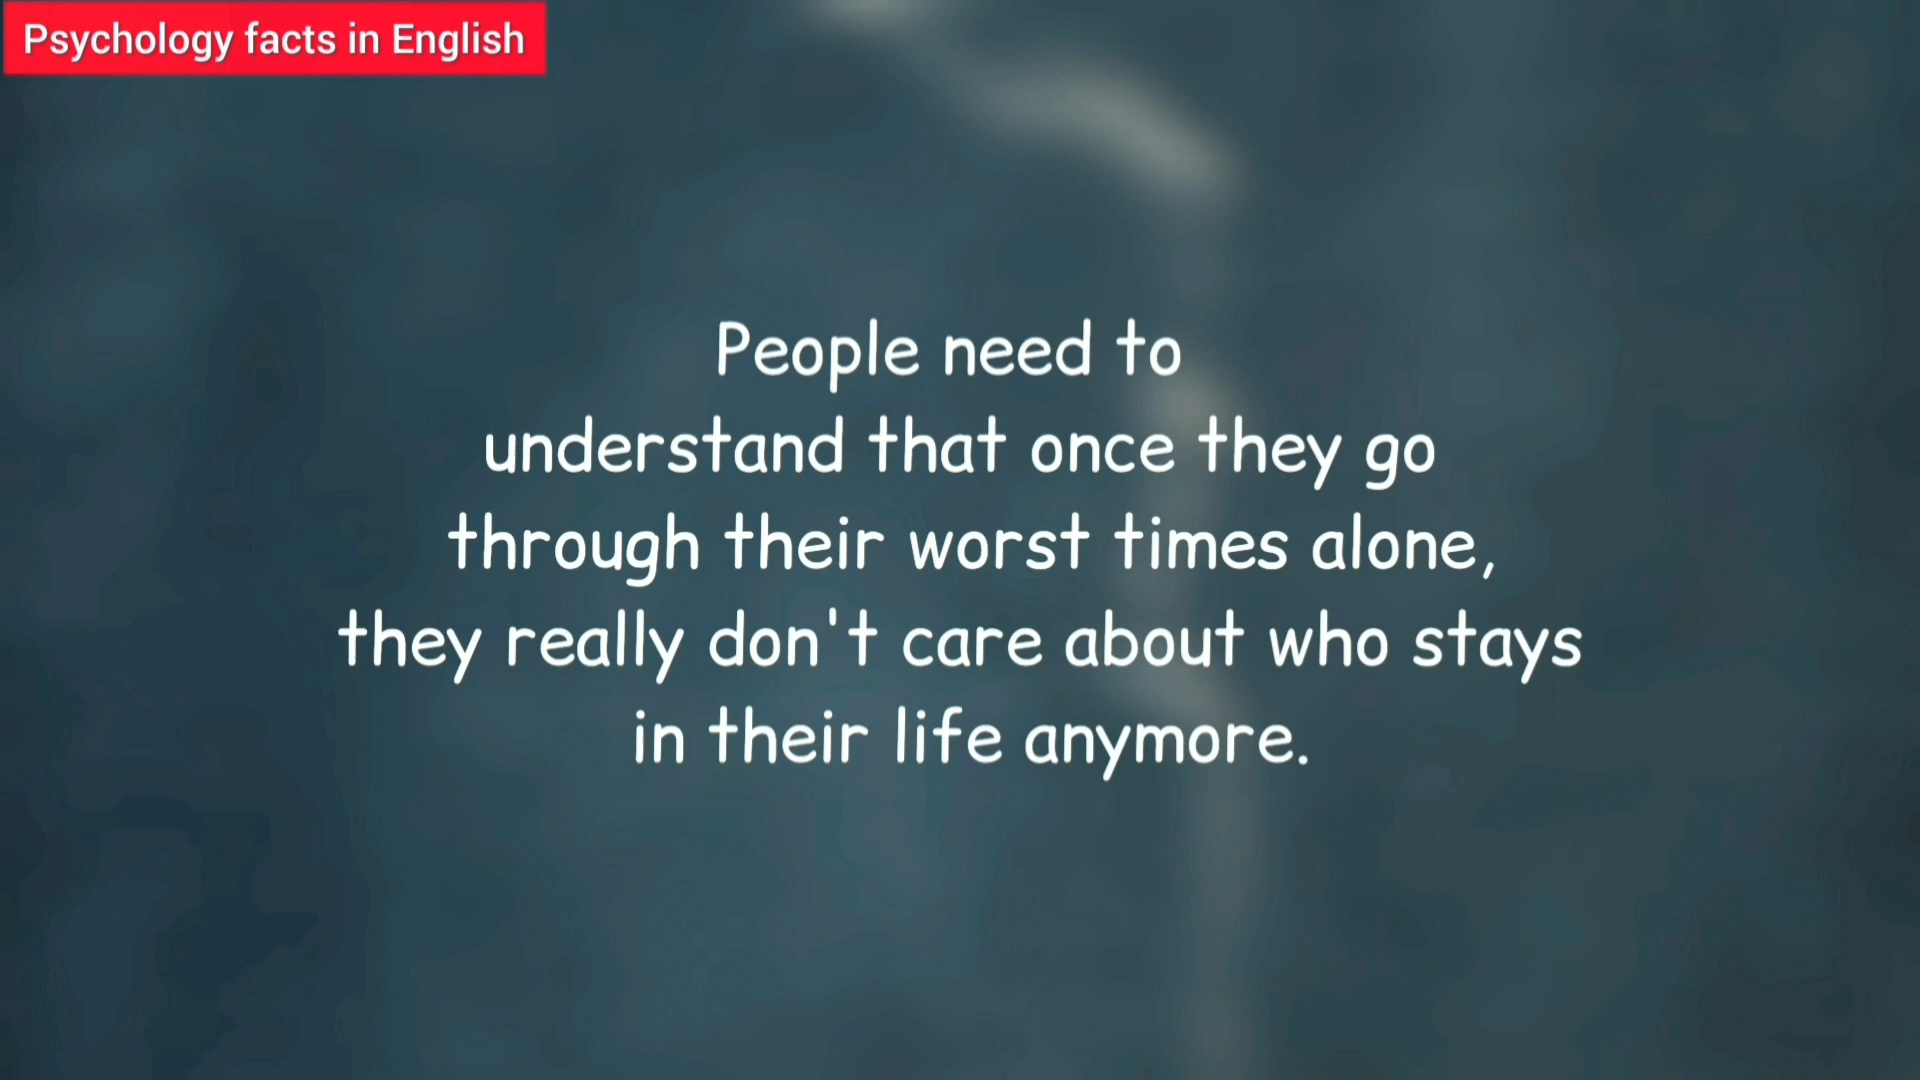 Psychology facts in English
People need to
understand that once they go
through their worst times alone,
they really don't care about who stays
in their life anymore.